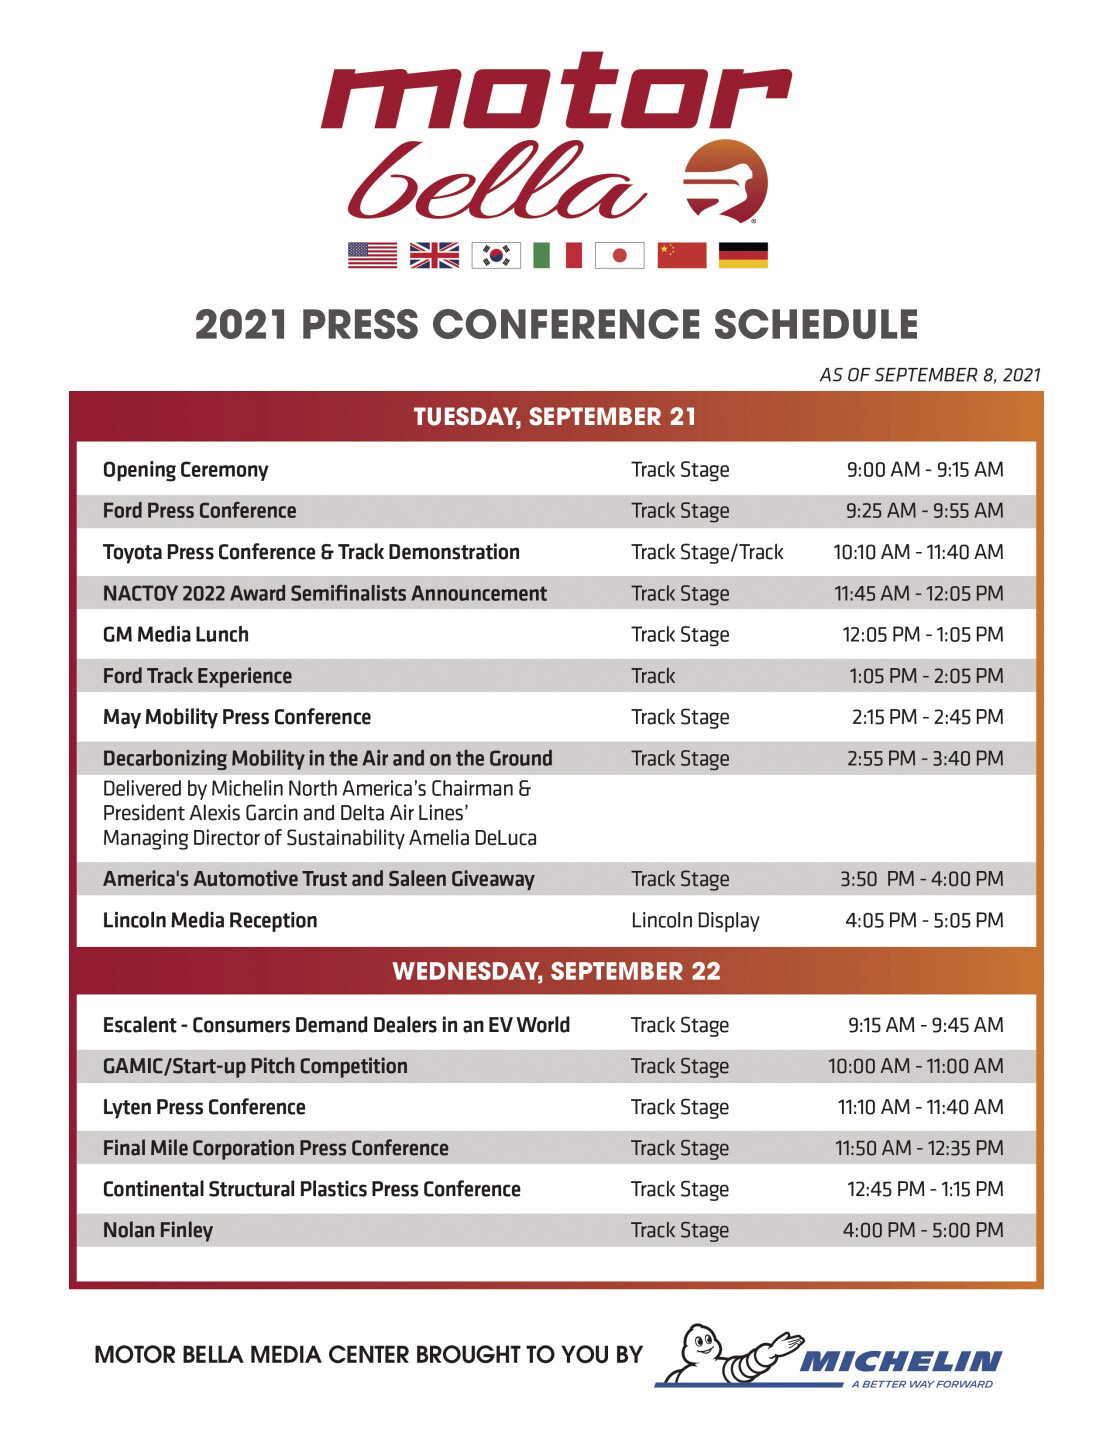 motor
bella
®
2021 PRESS CONFERENCE SCHEDULE
AS OF SEPTEMBER 8, 2021
TUESDAY, SEPTEMBER 21
Opening Ceremony Track Stage 9:00 AM - 9:15 AM
Ford Press Conference Track Stage 9:25 AM - 9:55 AM
Toyota Press Conference & Track Demonstration Track Stage/Track 10:10 AM - 11:40 AM
NACTOY 2022 Award Semifinalists Announcement Track Stage 11:45 AM - 12:05 PM
GM Media Lunch Track Stage 12:05 PM - 1:05 PM
Ford Track Experience Track 1:05 PM - 2:05 PM
May Mobility Press Conference Track Stage 2:15 PM - 2:45 PM
Decarbonizing Mobility in the Air and on the Ground Track Stage 2:55 PM - 3:40 PM
Delivered by Michelin North America's Chairman &
President Alexis Garcin and Delta Air Lines'
Managing Director of Sustainability Amelia DeLuca
America's Automotive Trust and Saleen Giveaway Track Stage 3:50 PM - 4:00 PM
Lincoln Media Reception Lincoln Display 4:05 PM - 5:05 PM
WEDNESDAY, SEPTEMBER 22
Escalent - Consumers Demand Dealers in an EV World Track Stage 9:15 AM - 9:45 AM
GAMIC/Start-up Pitch Competition Track Stage 10:00 AM - 11:00 AM
Lyten Press Conference Track Stage 11:10 AM - 11:40 AM
Final Mile Corporation Press Conference Track Stage 11:50 AM - 12:35 PM
Continental Structural Plastics Press Conference Track Stage 12:45 PM - 1:15 PM
Nolan Finley Track Stage 4:00 PM - 5:00 PM
MOTOR BELLA MEDIA CENTER BROUGHT TO YOU BY
MICHELIN
A BETTER WAY FORWARD